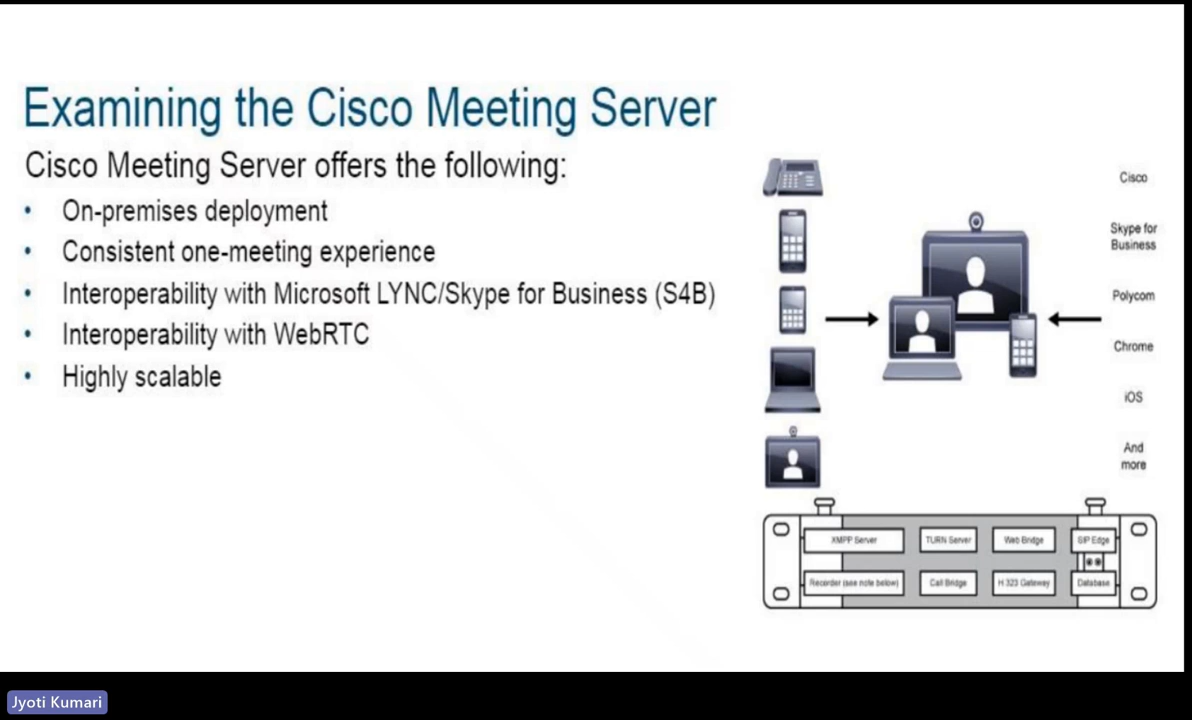 Examining the Cisco Meeting Server
Cisco Meeting Server offers the following:
• On-premises deployment
• Consistent one-meeting experience
• Interoperability with Microsoft LYNC/Skype for Business (S4B)
• Interoperability with WebRTC
• Highly scalable
Cisco
Skype for
Business
Polycom
Chrome
iOS
And
more
XMPP Server
TURN Server
Web Bridge
SIP Edge
Recorder (see note below)
Call Bridge
H.323 Gateway
Database
Jyoti Kumari